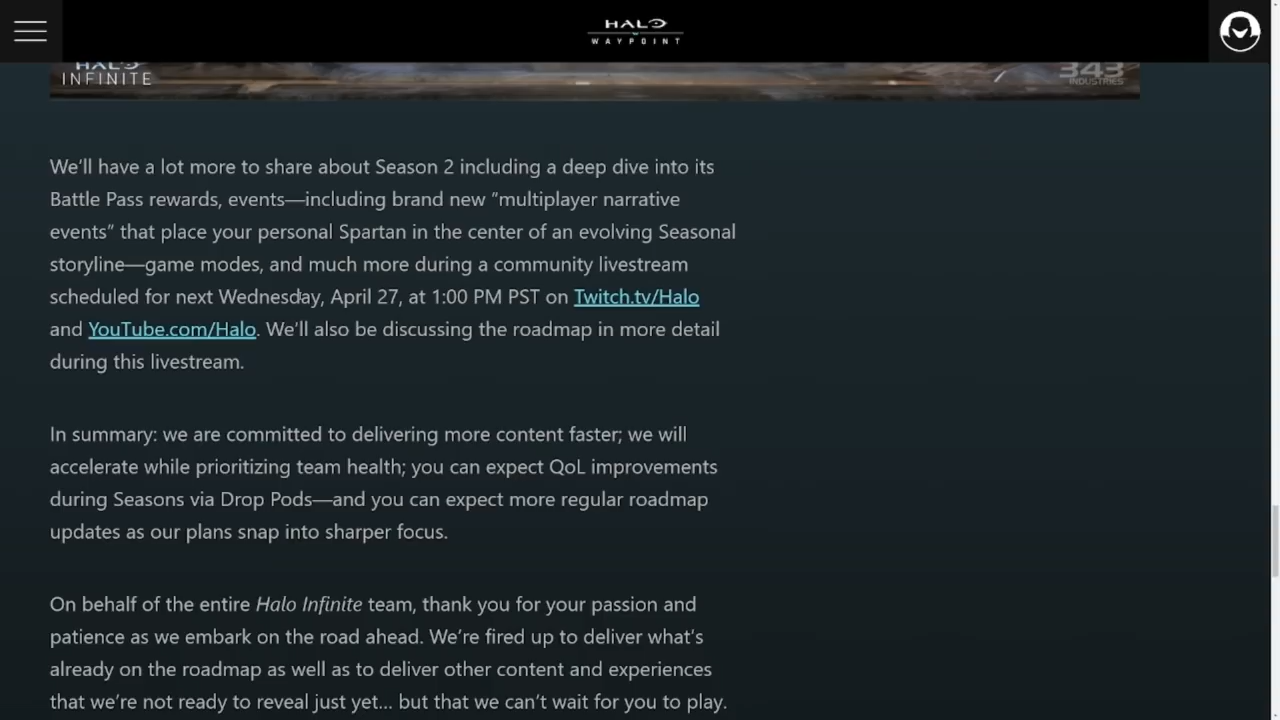 HALO
WAYPOINT
HALO
INFINITE
343
INDUSTRIES
We'll have a lot more to share about Season 2 including a deep dive into its
Battle Pass rewards, events—including brand new “multiplayer narrative
events” that place your personal Spartan in the center of an evolving Seasonal
storyline—game modes, and much more during a community livestream
scheduled for next Wednesday, April 27, at 1:00 PM PST on Twitch.tv/Halo
and YouTube.com/Halo. We'll also be discussing the roadmap in more detail
during this livestream.
In summary: we are committed to delivering more content faster; we will
accelerate while prioritizing team health; you can expect QoL improvements
during Seasons via Drop Pods—and you can expect more regular roadmap
updates as our plans snap into sharper focus.
On behalf of the entire Halo Infinite team, thank you for your passion and
patience as we embark on the road ahead. We're fired up to deliver what's
already on the roadmap as well as to deliver other content and experiences
that we're not ready to reveal just yet... but that we can't wait for you to play.